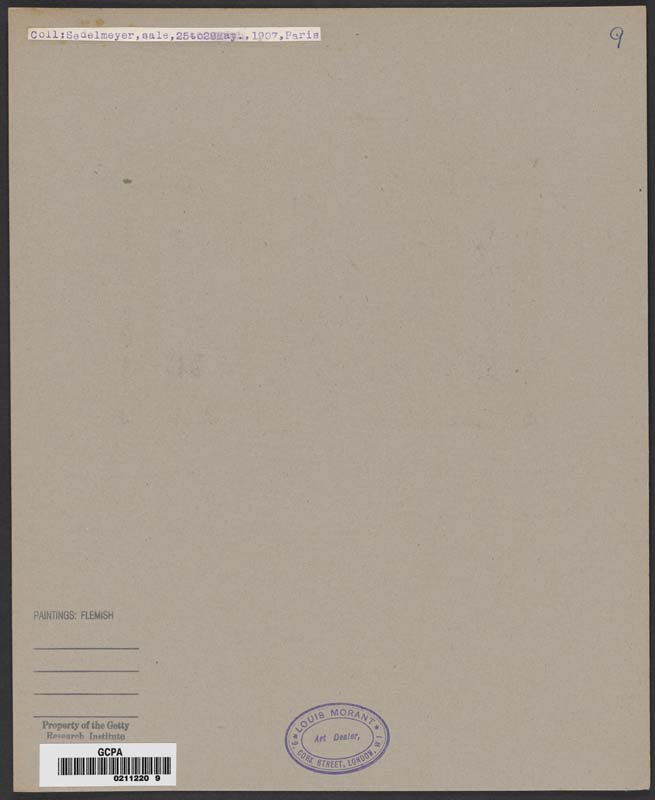 Coll:Sedelmeyer,sale,25to28May.,1907,Paris
9
PAINTINGS: FLEMISH
Property of the Getty
Research Institute
GCPA
0211220 9
LOUIS MORANT
Art Dealer,
9, CORK STREET, LONDON, W.1